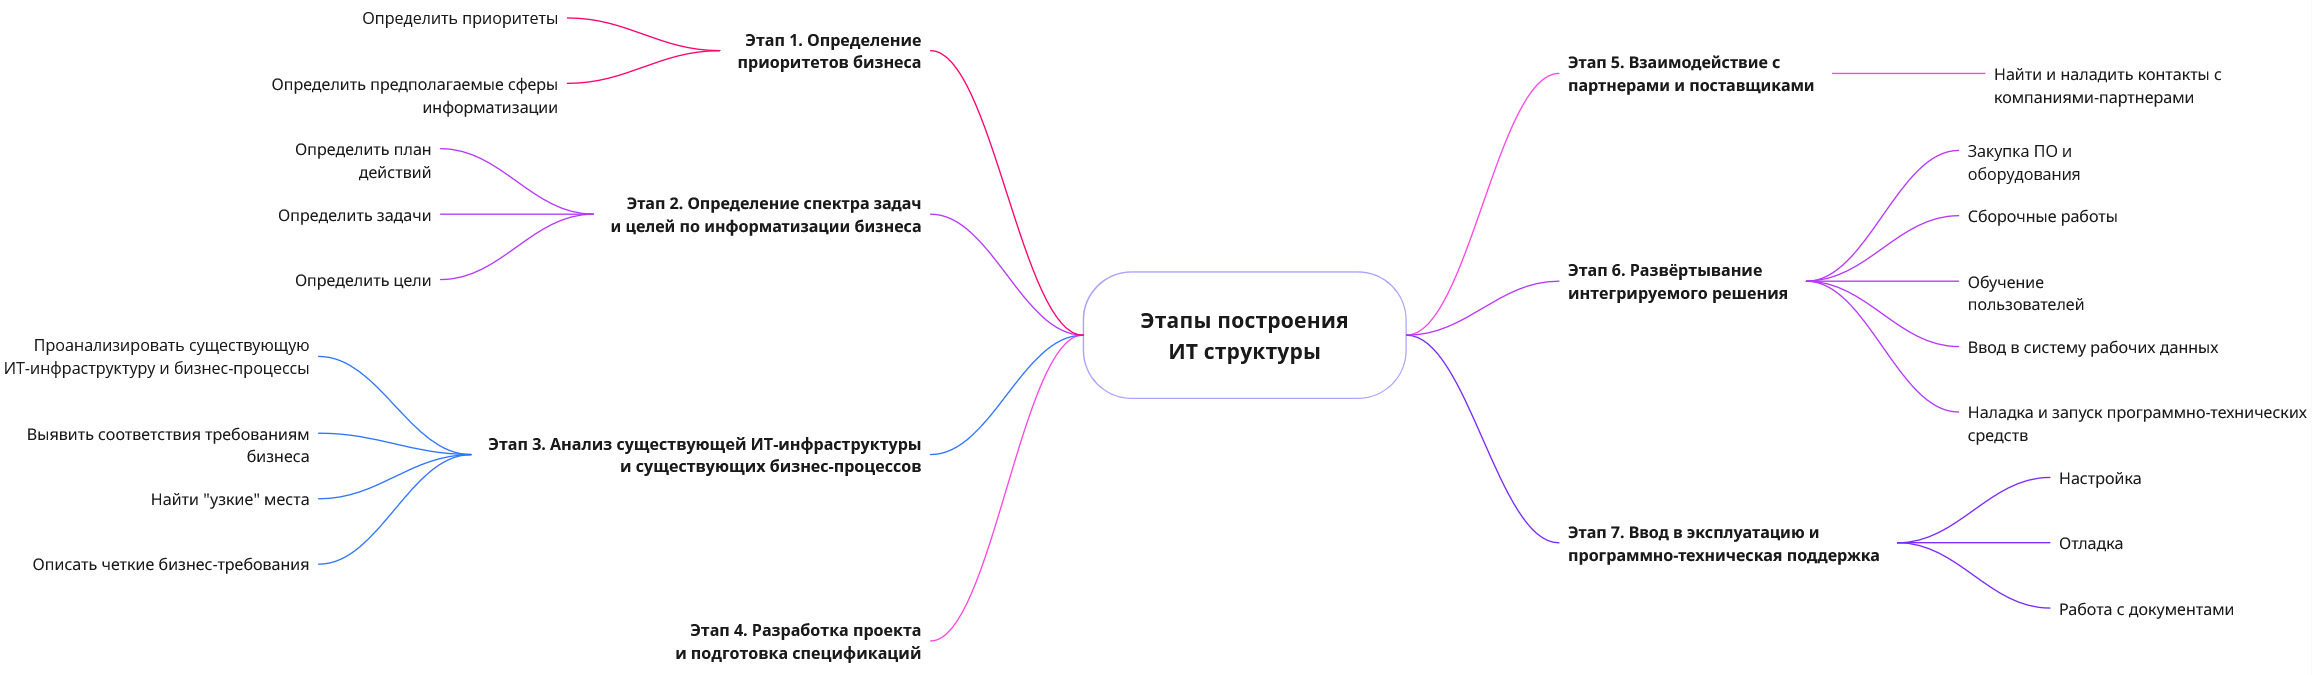 Этапы построения
ИТ структуры
Этап 1. Определение
приоритетов бизнеса
Определить приоритеты
Определить предполагаемые сферы
информатизации
Этап 2. Определение спектра задач
и целей по информатизации бизнеса
Определить план
действий
Определить задачи
Определить цели
Этап 3. Анализ существующей ИТ-инфраструктуры
и существующих бизнес-процессов
Проанализировать существующую
ИТ-инфраструктуру и бизнес-процессы
Выявить соответствия требованиям
бизнеса
Найти "узкие" места
Описать четкие бизнес-требования
Этап 4. Разработка проекта
и подготовка спецификаций
Этап 5. Взаимодействие с
партнерами и поставщиками
Найти и наладить контакты с
компаниями-партнерами
Этап 6. Развёртывание
интегрируемого решения
Закупка ПО и
оборудования
Сборочные работы
Обучение
пользователей
Ввод в систему рабочих данных
Наладка и запуск программно-технических
средств
Этап 7. Ввод в эксплуатацию и
программно-техническая поддержка
Настройка
Отладка
Работа с документами